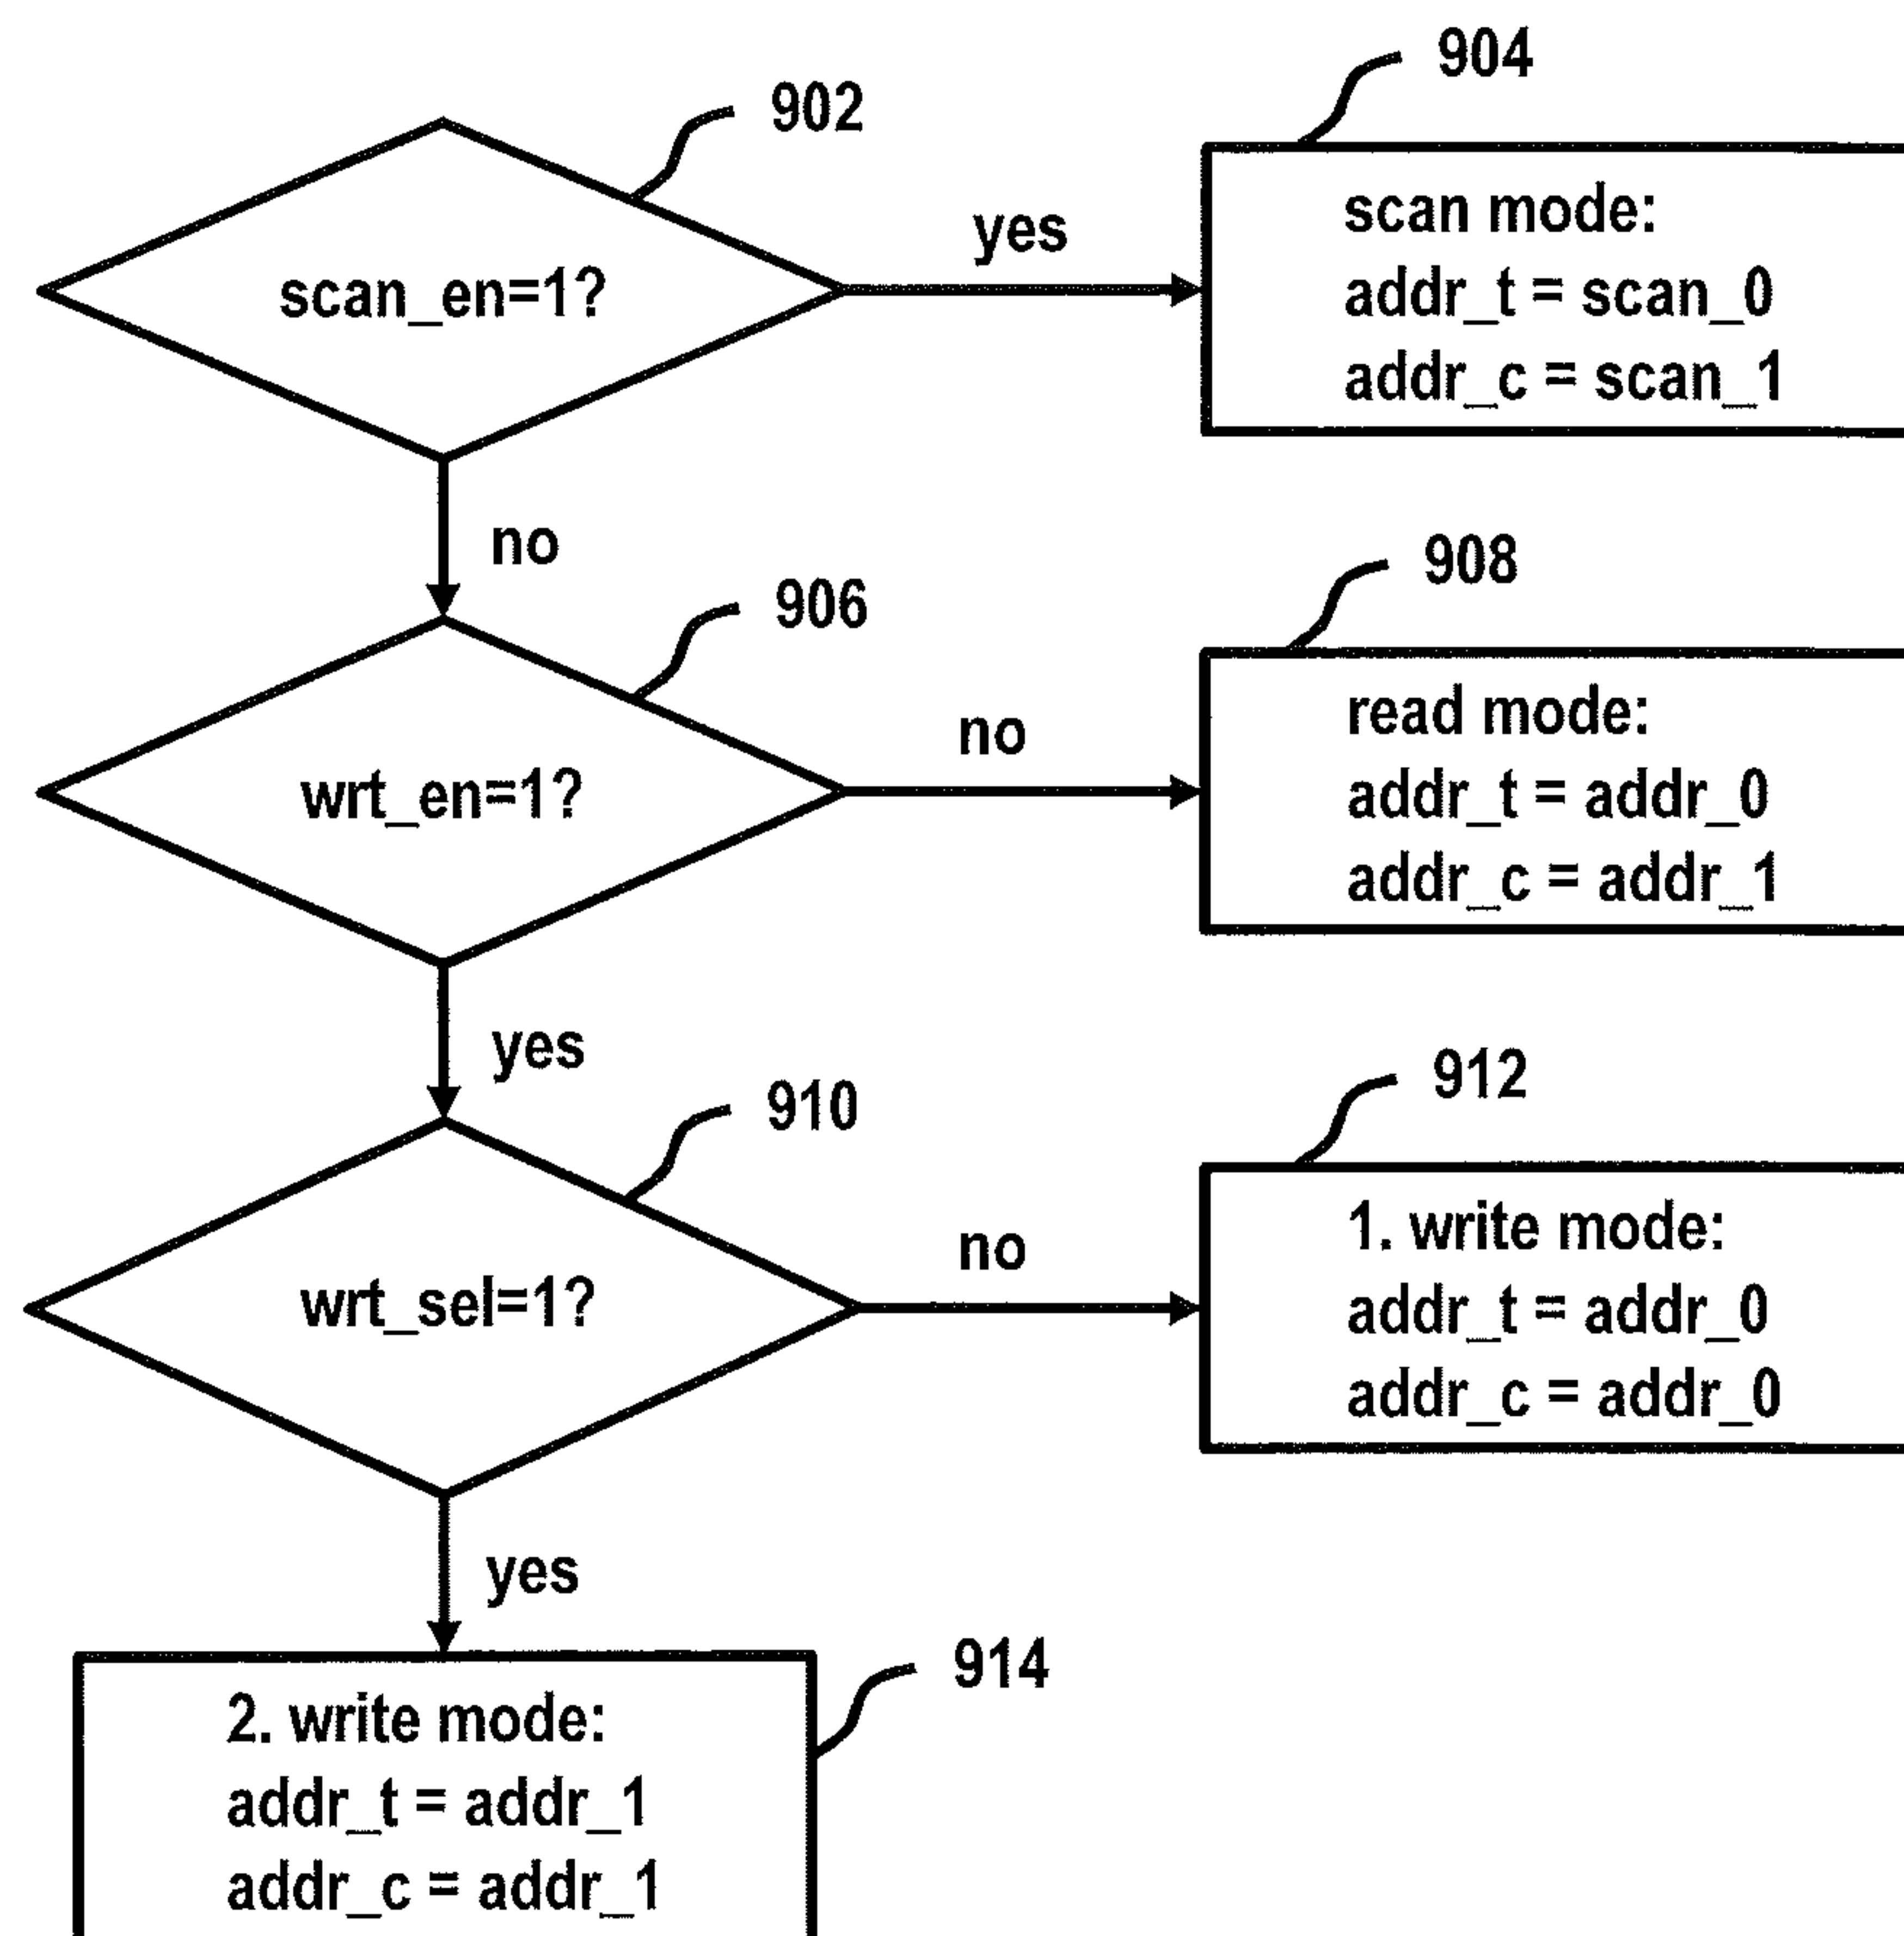 902
904
scan_en=1?
yes
scan mode:
addr_t = scan_0
addr_c = scan_1
no
906
908
wrt_en=1?
no
read mode:
addr_t = addr_0
addr_c = addr_1
yes
910
912
wrt_sel=1?
no
1. write mode:
addr_t = addr_0
addr_c = addr_0
yes
914
2. write mode:
addr_t = addr_1
addr_c = addr_1